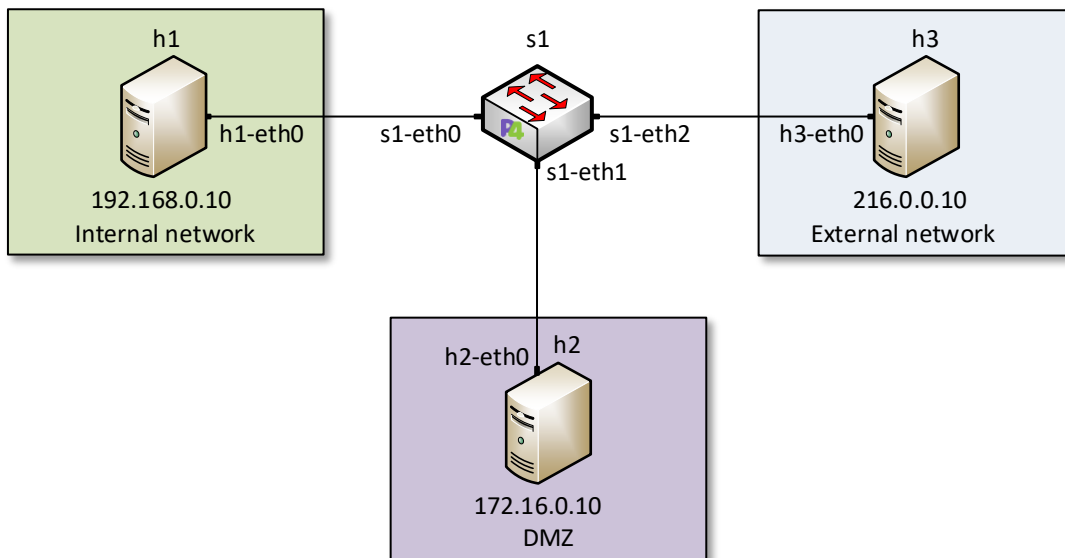 h1
h1-eth0
192.168.0.10
Internal network
s1
s1-eth0
P4
s1-eth2
s1-eth1
h3
h3-eth0
216.0.0.10
External network
h2-eth0
h2
172.16.0.10
DMZ